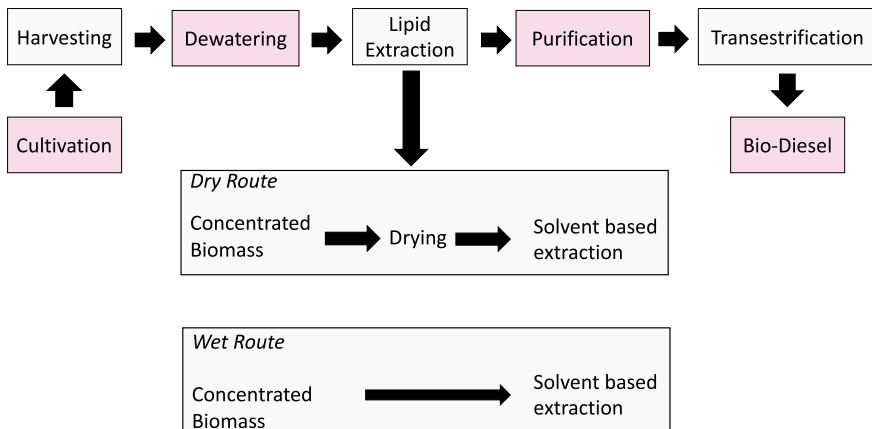 Harvesting
Dewatering
Lipid
Extraction
Purification
Transestrification
Cultivation
Bio-Diesel
Dry Route
Concentrated
Biomass
Drying
Solvent based
extraction
Wet Route
Concentrated
Biomass
Solvent based
extraction